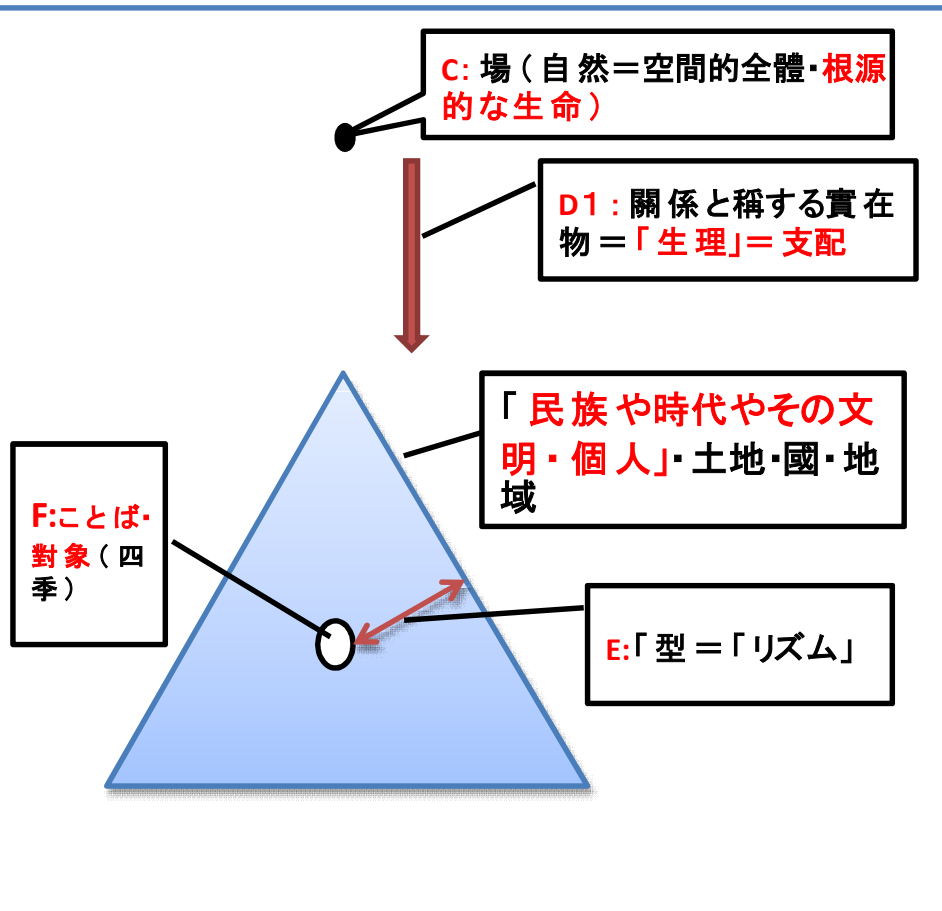 C: 場（自然＝空間的全體・根源
的な生命）
D1：關係と稱する實在
物＝「生理」＝支配
「民族や時代やその文
明・個人」・土地・國・地
域
F:ことば・
對象（四
季）
E:「型＝「リズム」